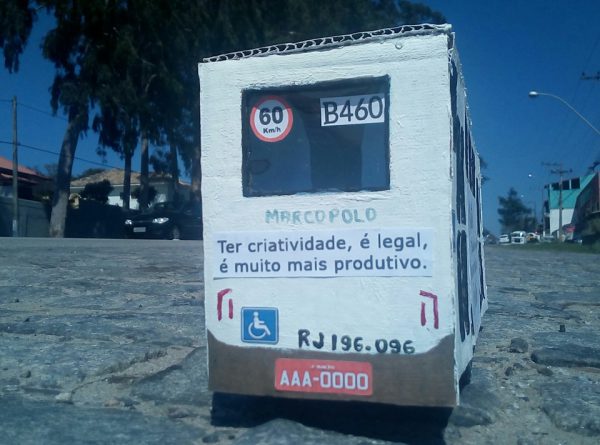 60
Km/h
B460
MARCOPOLO
Ter criatividade, é legal,
é muito mais produtivo.
RJ 196.096
AAA-0000